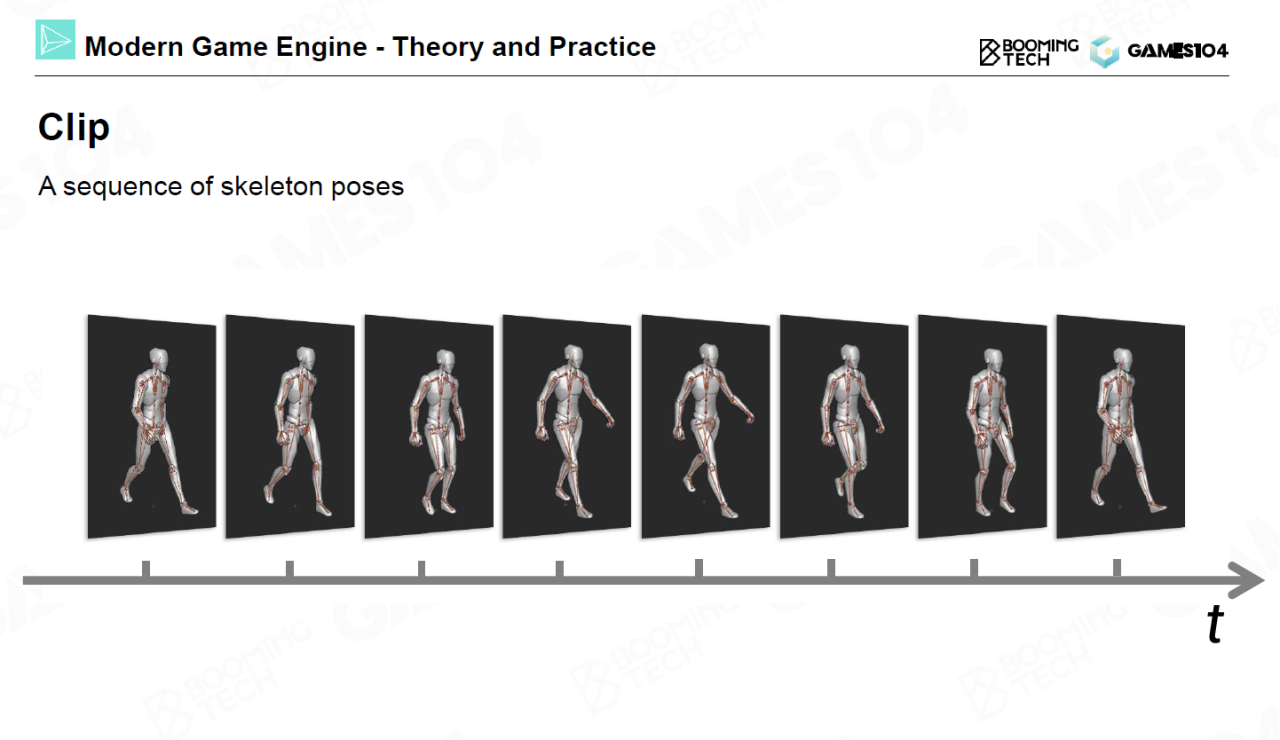 Modern Game Engine - Theory and Practice
BOOMING
TECH
GAMES104
Clip
A sequence of skeleton poses
t